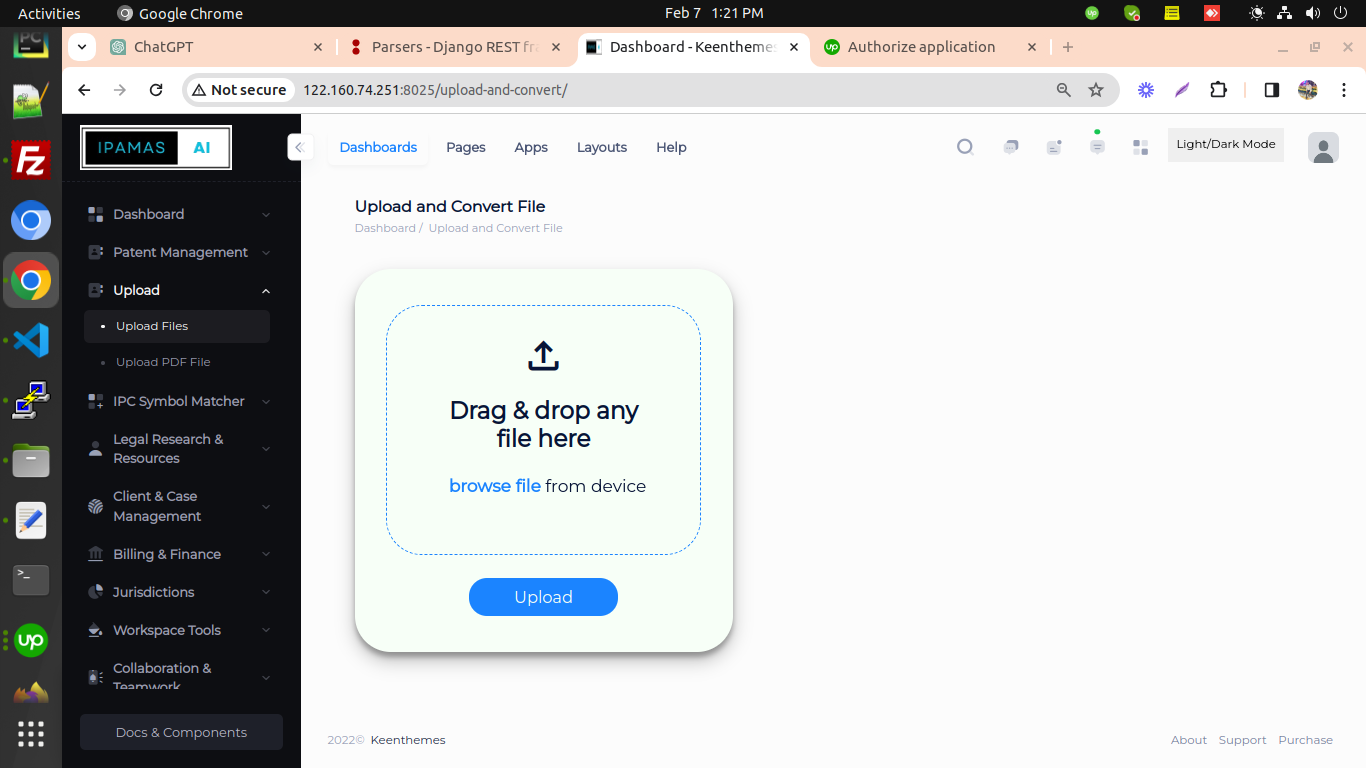 Activities
Google Chrome
Feb 7 1:21 PM
ChatGPT
Parsers - Django REST fra
Dashboard - Keenthemes
Authorize application
Not secure
122.160.74.251:8025/upload-and-convert/
IPAMAS AI
Dashboards
Pages
Apps
Layouts
Help
Light/Dark Mode
Dashboard
Patent Management
Upload
Upload Files
Upload PDF File
IPC Symbol Matcher
Legal Research &
Resources
Client & Case
Management
Billing & Finance
Jurisdictions
Workspace Tools
Collaboration &
Teamwork
Docs & Components
Upload and Convert File
Dashboard / Upload and Convert File
Drag & drop any
file here
browse file from device
Upload
2022© Keenthemes
About
Support
Purchase